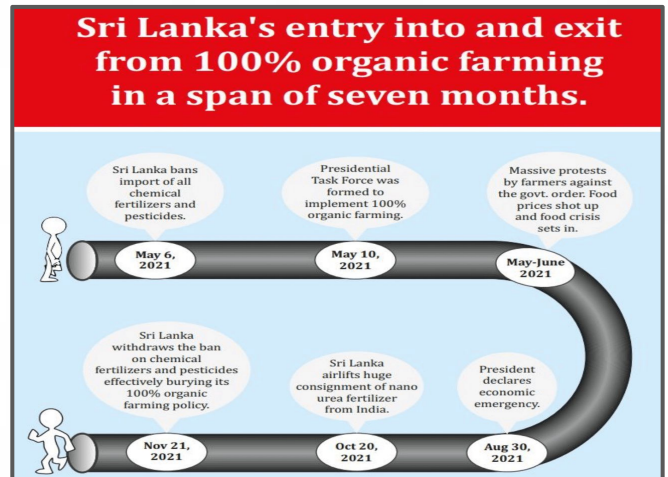 Sri Lanka's entry into and exit
from 100% organic farming
in a span of seven months.
Sri Lanka bans
import of all
chemical
fertilizers and
pesticides.
May 6,
2021
Presidential
Task Force was
formed to
implement 100%
organic farming.
May 10,
2021
Massive protests
by farmers against
the govt. order. Food
prices shot up
and food crisis
sets in.
May-June
2021
President
declares
economic
emergency.
Aug 30,
2021
Sri Lanka
airlifts huge
consignment of nano
urea fertilizer
from India.
Oct 20,
2021
Sri Lanka
withdraws the ban
on chemical
fertilizers and pesticides
effectively burying its
100% organic
farming policy.
Nov 21,
2021